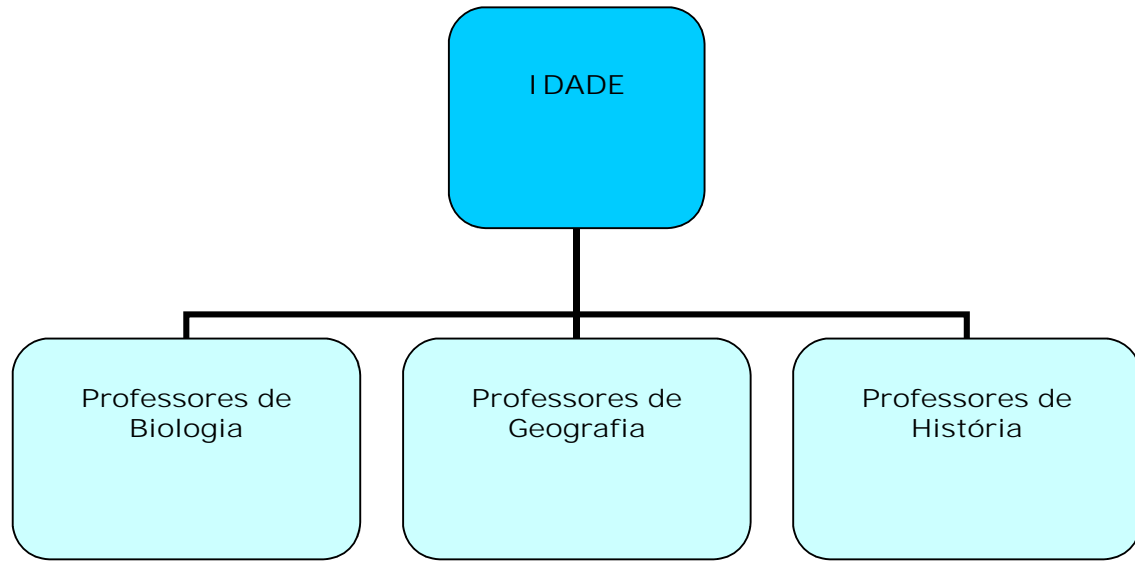 IDADE
Professores de
Biologia
Professores de
Geografia
Professores de
História